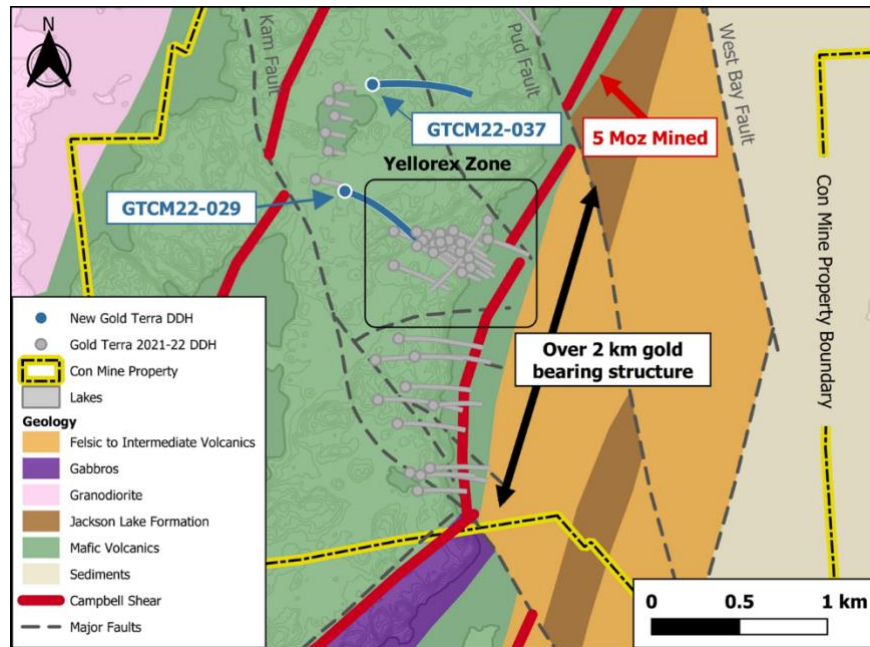 N
Kam Fault
Pud Fault
West Bay Fault
GTCM22-037
5 Moz Mined
Yellorex Zone
GTCM22-029
Con Mine Property Boundary
Over 2 km gold
bearing structure
New Gold Terra DDH
Gold Terra 2021-22 DDH
Con Mine Property
Lakes
Geology
Felsic to Intermediate Volcanics
Gabbros
Granodiorite
Jackson Lake Formation
Mafic Volcanics
Sediments
Campbell Shear
Major Faults
0 0.5 1 km